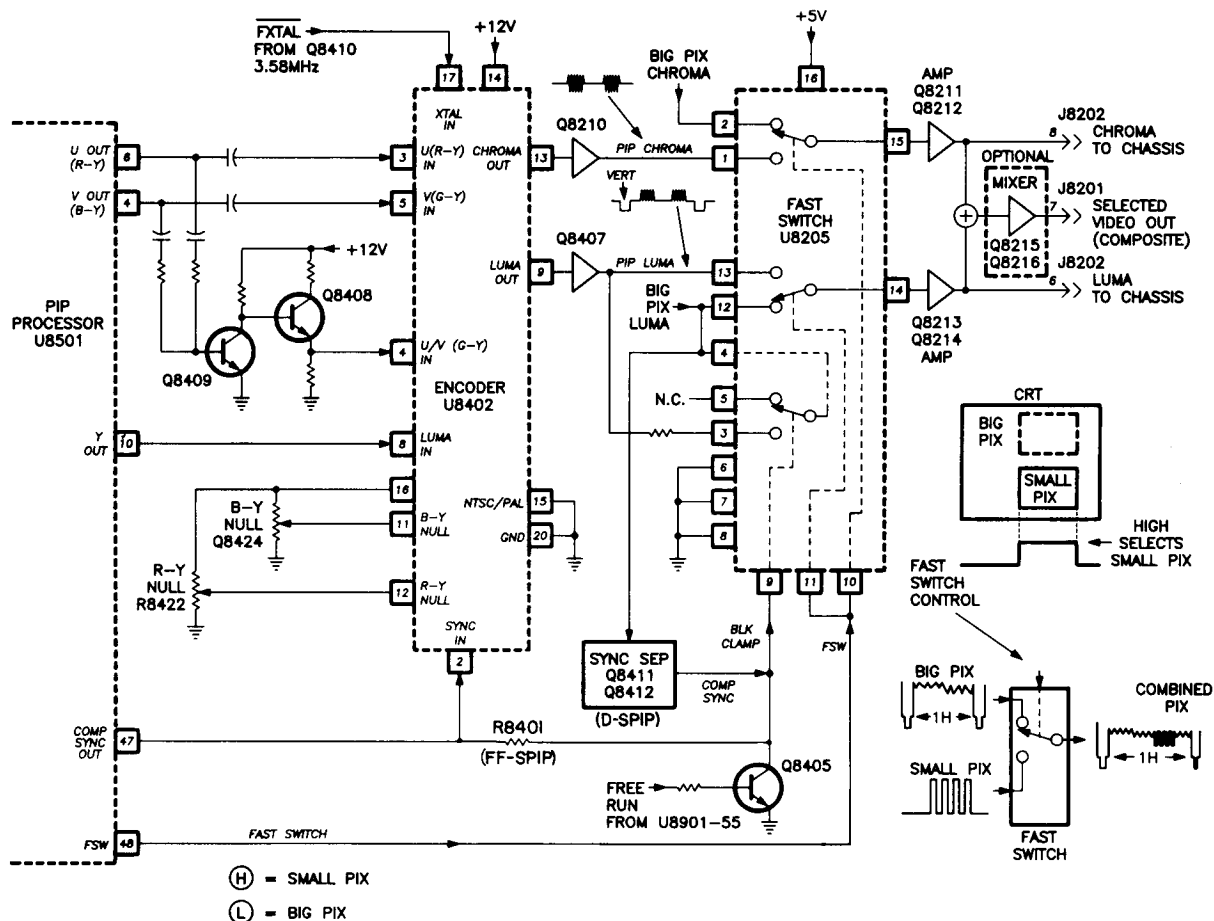 FXTAL
FROM Q8410
3.58MHz
+12V
+5V
BIG PIX
CHROMA
17
14
XTAL
IN
16
AMP
Q8211
Q8212
J8202
8 CHROMA
TO CHASSIS
U OUT
(R-Y)
6
3
U(R-Y)
IN
CHROMA
OUT
13
Q8210
PIP CHROMA
2
1
15
OPTIONAL
MIXER
Q8215
Q8216
J8201
7 SELECTED
VIDEO OUT
(COMPOSITE)
V OUT
(B-Y)
4
5
V(G-Y)
IN
VERT
FAST
SWITCH
U8205
+12V
LUMA
OUT
9
Q8407
PIP LUMA
13
BIG
PIX
LUMA
12
14
J8202
6 LUMA
TO CHASSIS
Q8213
Q8214
AMP
PIP
PROCESSOR
U8501
Q8408
Q8409
4
U/V (G-Y)
IN
ENCODER
U8402
4
N.C.
5
3
6
7
8
Y
OUT
10
8
LUMA
IN
16
B-Y
NULL
Q8424
11
B-Y
NULL
R-Y
NULL
R8422
12
R-Y
NULL
NTSC/PAL
15
GND
20
SYNC
IN
2
9
11
10
BLK
CLAMP
FSW
CRT
BIG
PIX
SMALL
PIX
HIGH
SELECTS
SMALL PIX
FAST
SWITCH
CONTROL
SYNC SEP
Q8411
Q8412
(D-SPIP)
COMP
SYNC
BIG PIX
1H
COMBINED
PIX
1H
SMALL PIX
FAST
SWITCH
COMP
SYNC
OUT
47
R8401
(FF-SPIP)
Q8405
FREE
RUN
FROM U8901-55
FSW
48
FAST SWITCH
H = SMALL PIX
L = BIG PIX